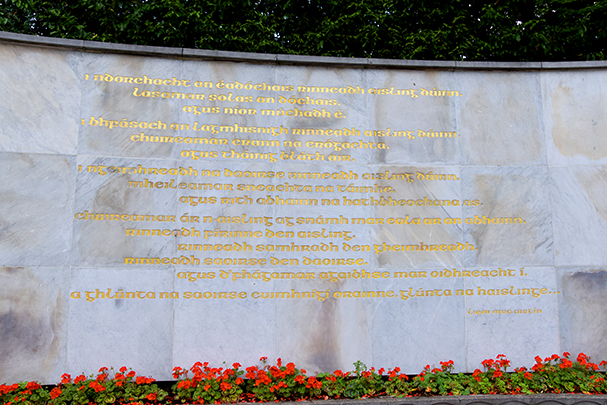 I ndorchacht an éadóchais rinneadh aisling dúinn.
Lasamar solas an dóchais.
Agus níor múchadh é.
I bhfásach an lagmhisnigh rinneadh aisling dúinn.
Chuireamar crann na crógachta.
Agus tháinig bláth air.
I ngeimhreadh na daoirse rinneadh aisling dúinn.
Mheileamar sneachta na táimhe.
Agus rith abhainn na hathbheochana as.
Chuireamar ár n-aisling ag snámh mar eala ar an abhainn.
Rinneadh fírinne den aisling.
Rinneadh samhradh den gheimhreadh.
Rinneadh saoirse den daoirse.
Agus d'fhágamar agaibhse mar oidhreacht í.
A ghlúnta na saoirse cuimhnígí orainne, glúnta na haislinge...
Liam Mac Uistín